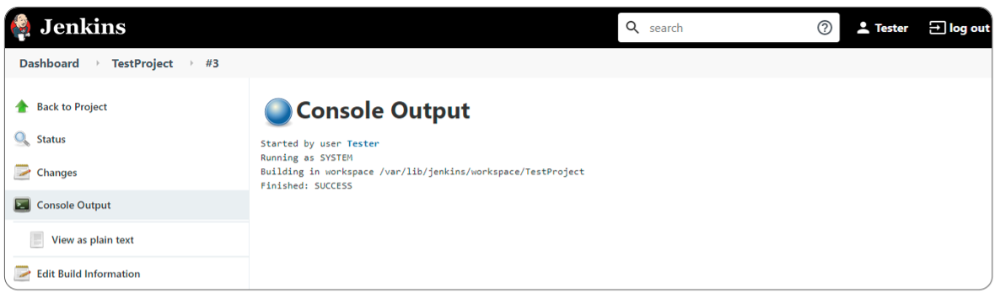 Jenkins
search
Tester
log out
Dashboard
TestProject
#3
Back to Project
Status
Changes
Console Output
View as plain text
Edit Build Information
Console Output
Started by user Tester
Running as SYSTEM
Building in workspace /var/lib/jenkins/workspace/TestProject
Finished: SUCCESS